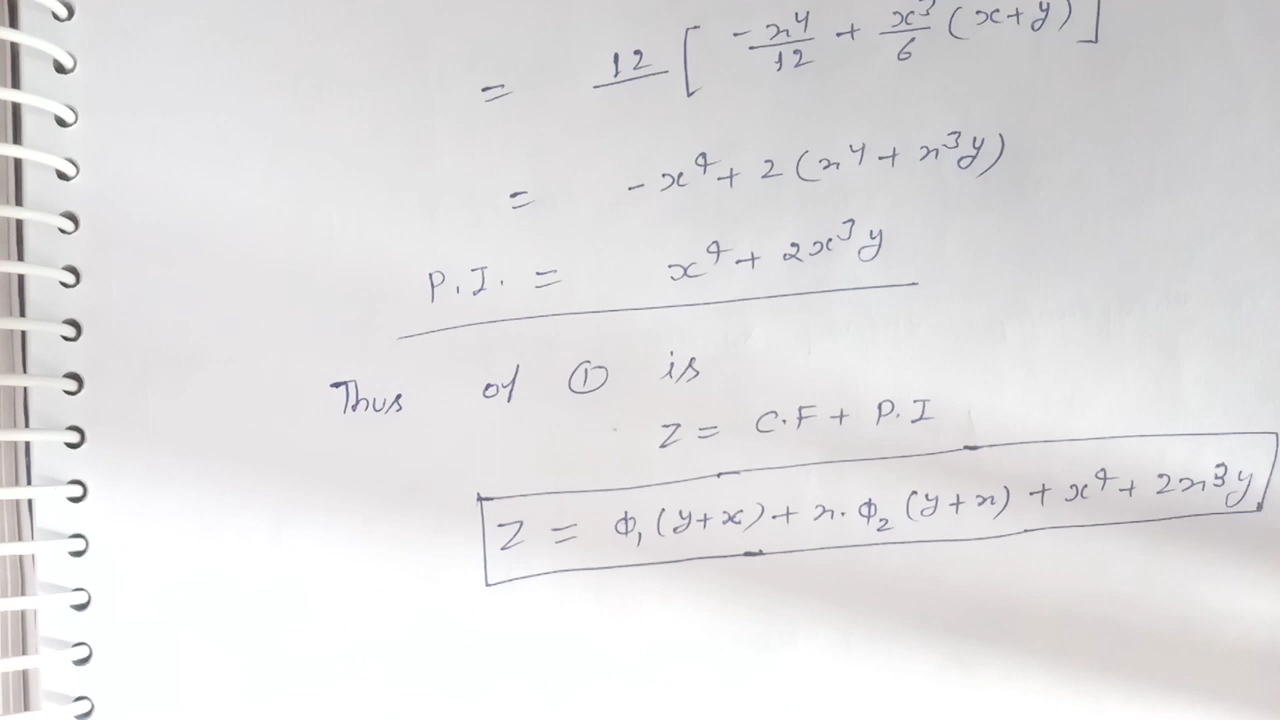 = 12 [ -x⁴/12 + x³/6 (x+y) ]
= -x⁴ + 2 (x⁴ + x³y)
P.I. = x⁴ + 2x³y
Thus of ① is
Z = C.F + P.I
Z = ϕ₁ (y+x) + x. ϕ₂ (y+x) + x⁴ + 2x³y